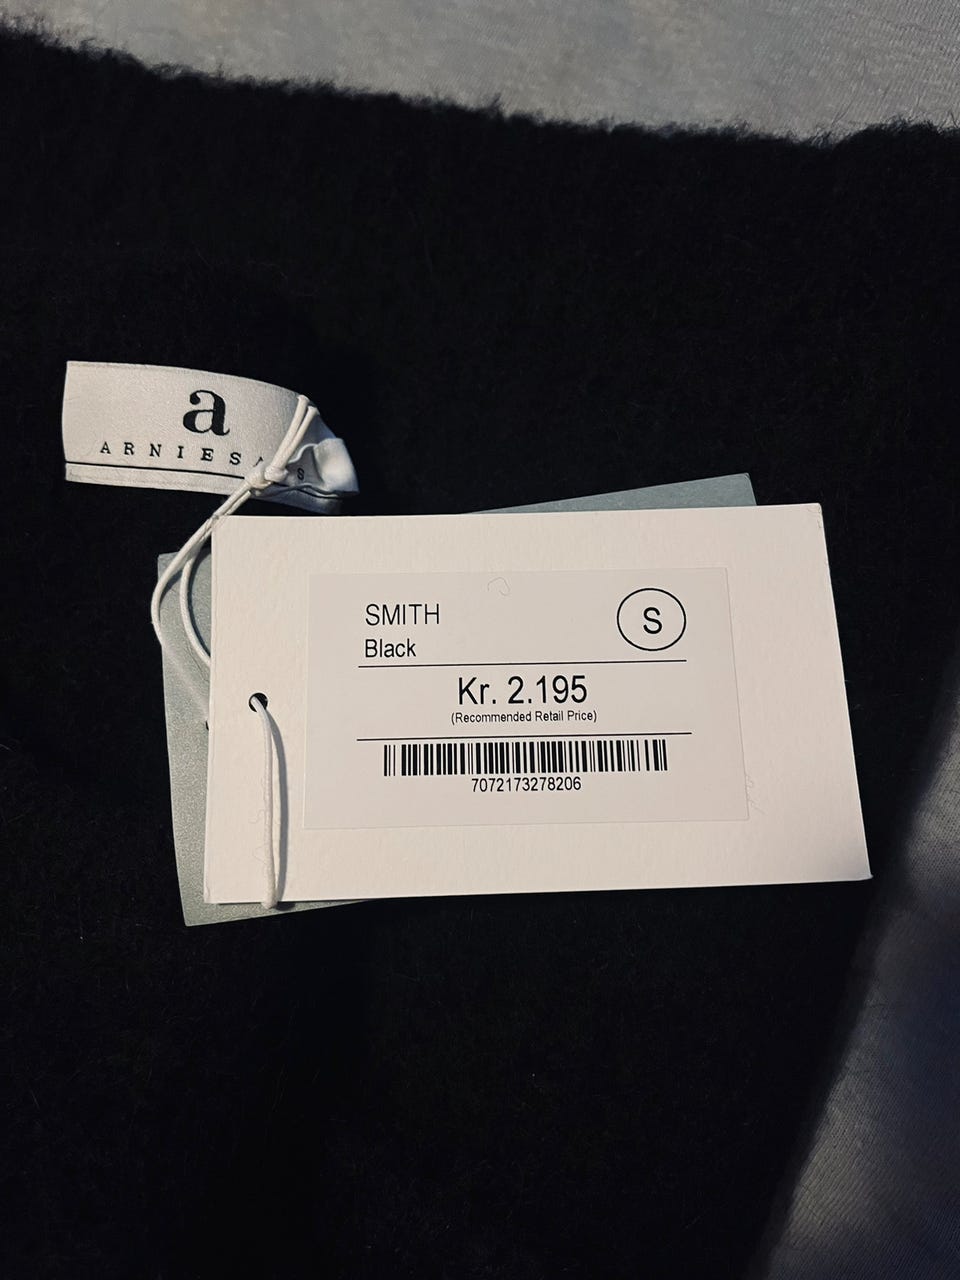 a
S
SMITH
S
Black
Kr. 2.195
(Recommended Retail Price)
7072173278206